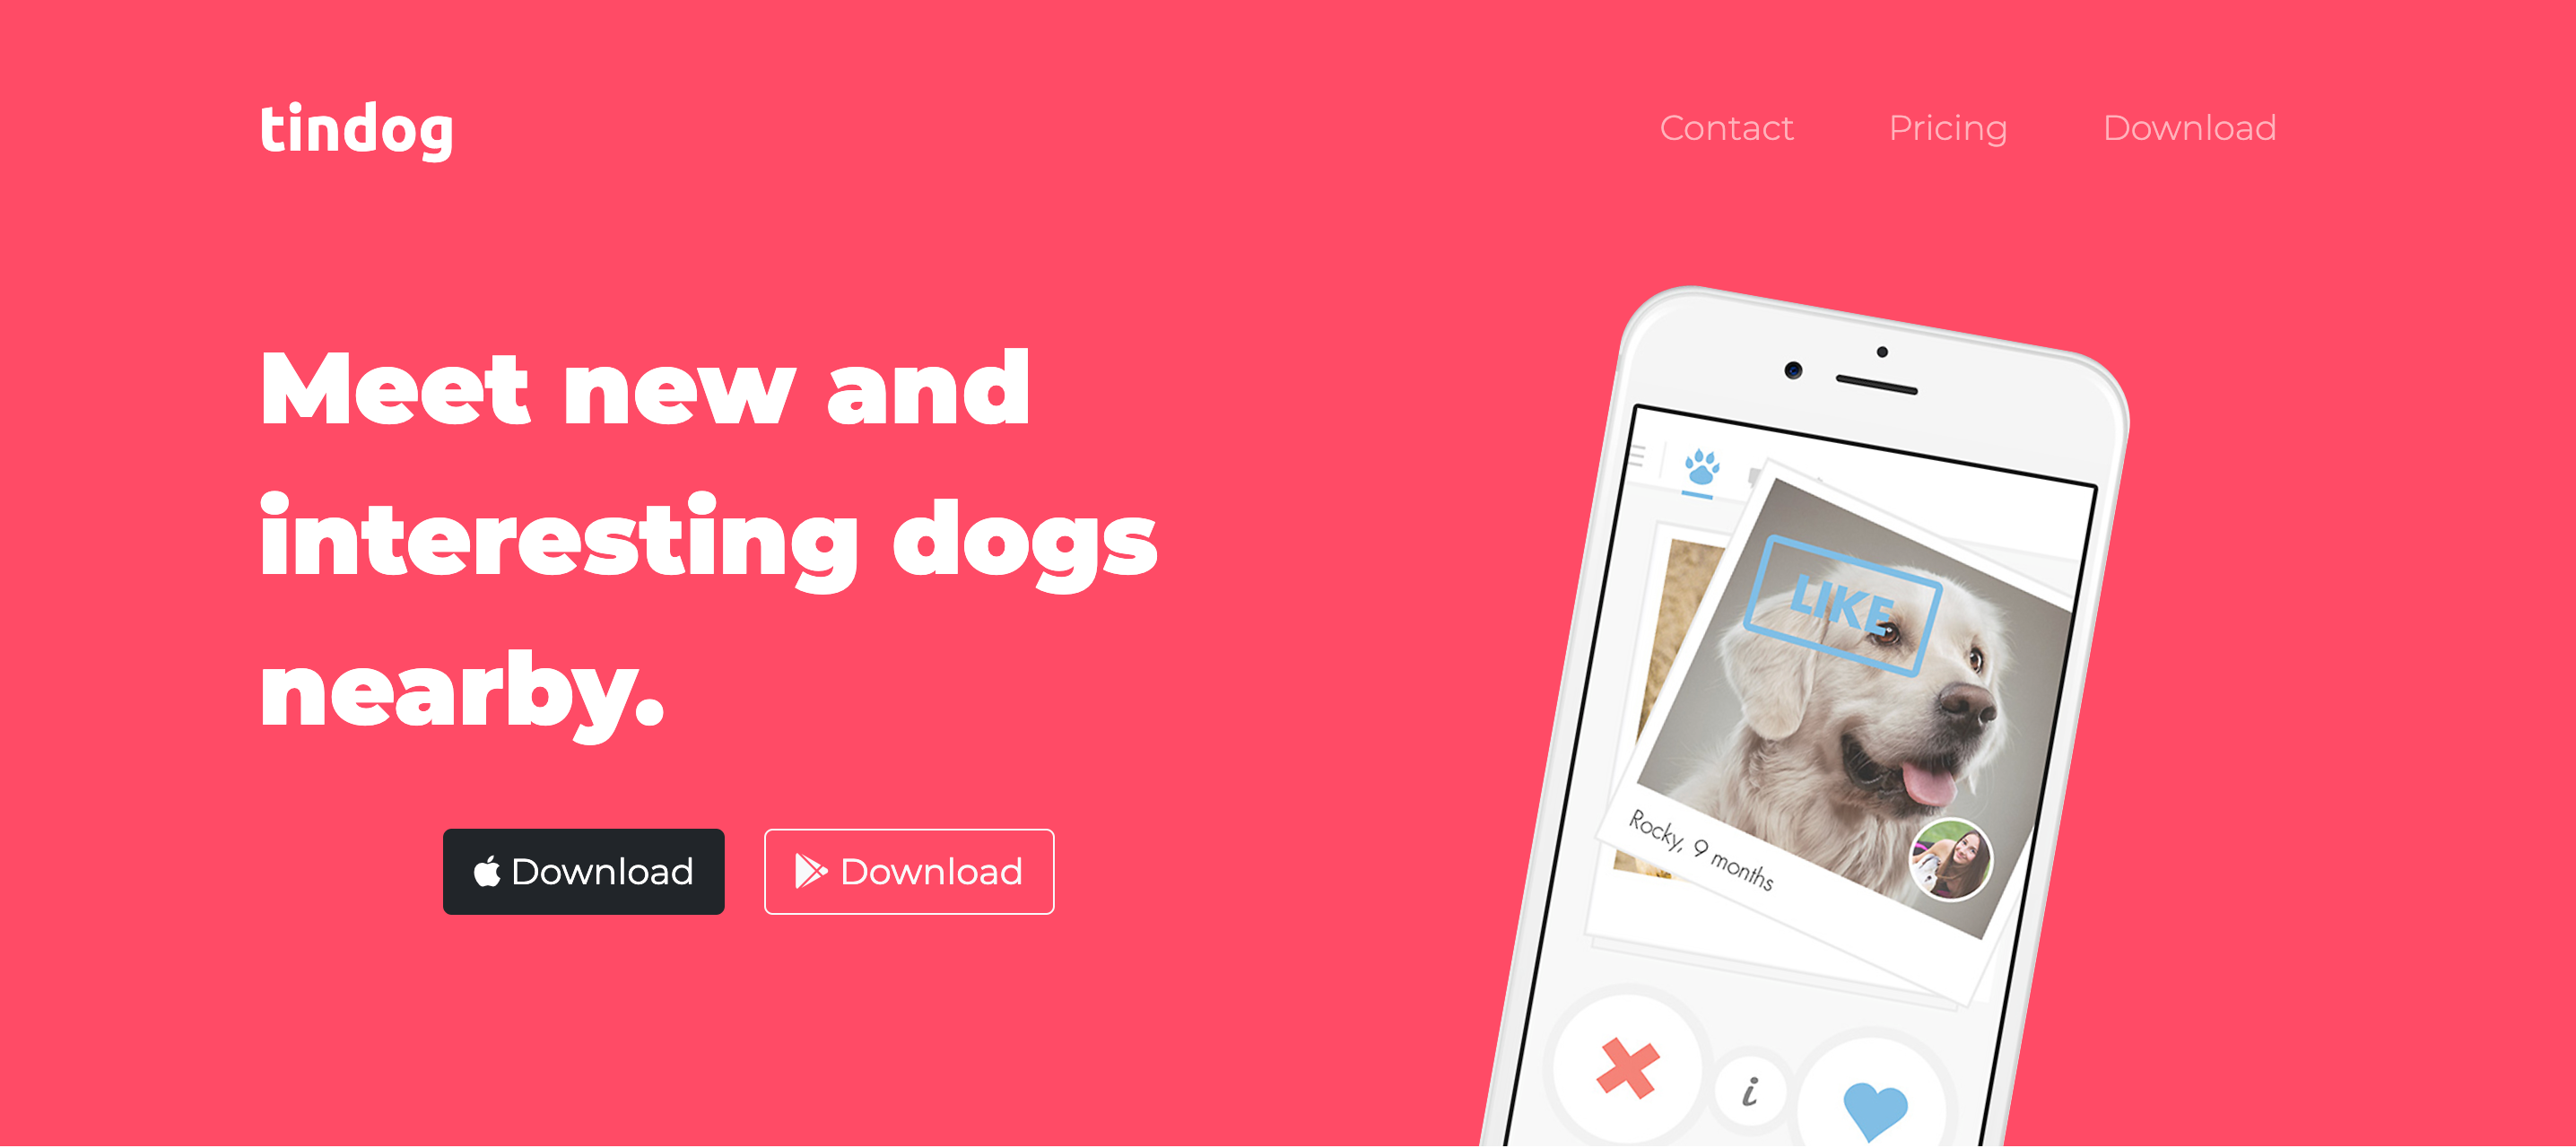 tindog
Contact Pricing Download
Meet new and
interesting dogs
nearby.
Download Download
LIKE
Rocky, 9 months
i